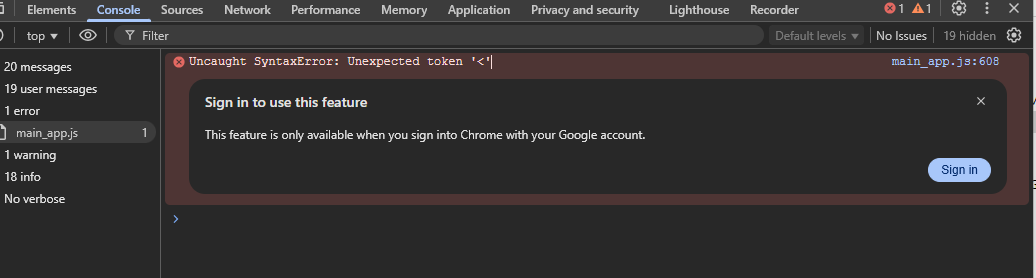 Elements Console Sources Network Performance Memory Application Privacy and security Lighthouse Recorder 1 1
top Filter Default levels No Issues 19 hidden
20 messages
19 user messages
1 error
main_app.js 1
1 warning
18 info
No verbose
Uncaught SyntaxError: Unexpected token '<' main_app.js:608
Sign in to use this feature
This feature is only available when you sign into Chrome with your Google account.
Sign in